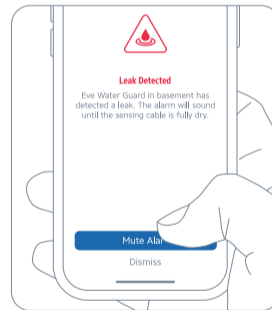 Leak Detected
Eve Water Guard in basement has
detected a leak. The alarm will sound
until the sensing cable is fully dry.
Mute
Dismiss